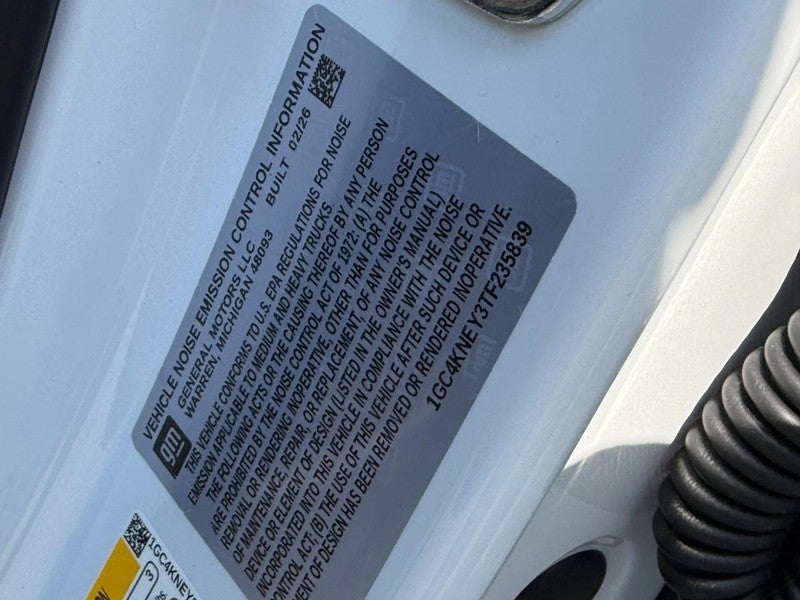 VEHICLE NOISE EMISSION CONTROL INFORMATION
gm
GENERAL MOTORS LLC
WARREN, MICHIGAN 48093 BUILT 02/26
THIS VEHICLE CONFORMS TO U.S. EPA REGULATIONS FOR NOISE
EMISSION APPLICABLE TO MEDIUM AND HEAVY TRUCKS.
THE FOLLOWING ACTS OR THE CAUSING THEREOF BY ANY PERSON
ARE PROHIBITED BY THE NOISE CONTROL ACT OF 1972: (A) THE
REMOVAL OR RENDERING INOPERATIVE, OTHER THAN FOR PURPOSES
OF MAINTENANCE, REPAIR, OR REPLACEMENT, OF ANY NOISE CONTROL
DEVICE OR ELEMENT OF DESIGN (LISTED IN THE OWNER'S MANUAL)
INCORPORATED INTO THIS VEHICLE IN COMPLIANCE WITH THE NOISE
CONTROL ACT; (B) THE USE OF THIS VEHICLE AFTER SUCH DEVICE OR
EMENT OF DESIGN HAS BEEN REMOVED OR RENDERED INOPERATIVE.
1GC4KNEY3TF235839
1GC4KNEY
3